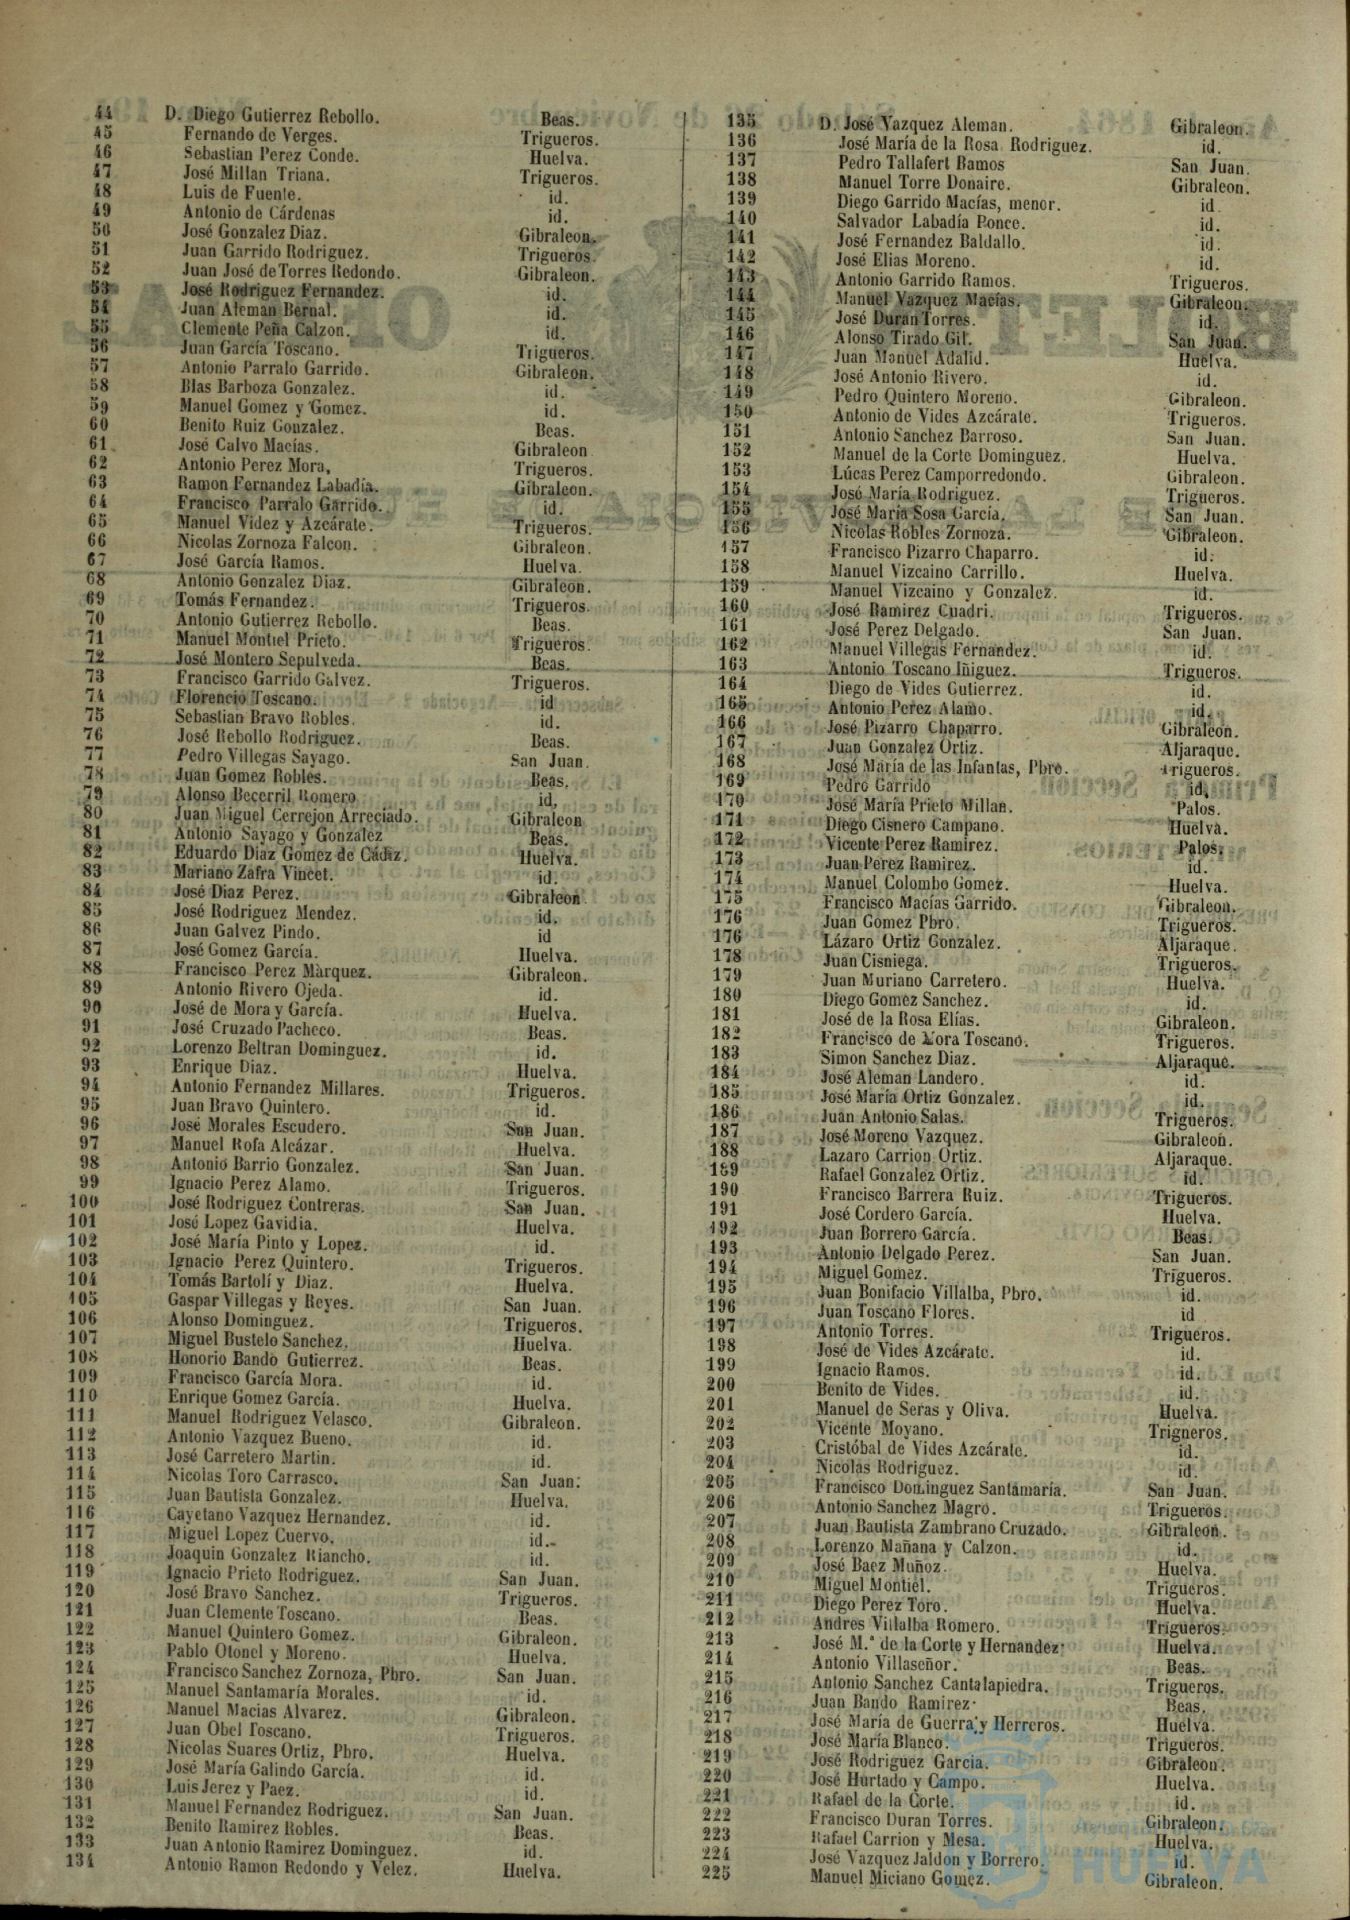 44 D. Diego Gutierrez Rebollo. Beas.
45 Fernando de Verges. Trigueros.
46 Sebastian Perez Conde. Huelva.
47 José Millan Triana. Trigueros.
48 Luis de Fuente. id.
49 Antonio de Cárdenas id.
50 José Gonzalez Diaz. Gibraleon.
51 Juan Garrido Rodriguez. Trigueros.
52 Juan José de Torres Redondo. Gibraleon.
53 José Rodriguez Fernandez. id.
54 Juan Aleman Bernal. id.
55 Clemente Peña Calzon. id.
56 Juan García Toscano. Trigueros.
57 Antonio Parralo Garrido. Gibraleon.
58 Blas Barboza Gonzalez. id.
59 Manuel Gomez y Gomez. id.
60 Benito Ruiz Gonzalez. Beas.
61 José Calvo Macías. Gibraleon
62 Antonio Perez Mora, Trigueros.
63 Ramon Fernandez Labadía. Gibraleon.
64 Francisco Parralo Garrido. id.
65 Manuel Videz y Azcárate. Trigueros.
66 Nicolas Zornoza Falcon. Gibraleon.
67 José García Ramos. Huelva.
68 Antonio Gonzalez Diaz. Gibraleon.
69 Tomás Fernandez. Trigueros.
70 Antonio Gutierrez Rebollo. Beas.
71 Manuel Montiel Prieto. Trigueros.
72 José Montero Sepulveda. Beas.
73 Francisco Garrido Galvez. Trigueros.
74 Florencio Toscano. id
75 Sebastian Bravo Robles. id.
76 José Rebollo Rodriguez. Beas.
77 Pedro Villegas Sayago. San Juan.
78 Juan Gomez Robles. Beas.
79 Alonso Becerril Romero id.
80 Juan Miguel Cerrejon Arreciado. Gibraleon
81 Antonio Sayago y Gonzalez Beas.
82 Eduardo Diaz Gomez de Cádiz. Huelva.
83 Mariano Zafra Vincet. id.
84 José Diaz Perez. Gibraleon.
85 José Rodriguez Mendez. id.
86 Juan Galvez Pindo. id
87 José Gomez García. Huelva.
88 Francisco Perez Màrquez. Gibraleon.
89 Antonio Rivero Ojeda. id.
90 José de Mora y García. Huelva.
91 José Cruzado Pacheco. Beas.
92 Lorenzo Beltran Dominguez. id.
93 Enrique Diaz. Huelva.
94 Antonio Fernandez Millares. Trigueros.
95 Juan Bravo Quintero. id.
96 José Morales Escudero. San Juan.
97 Manuel Rofa Alcázar. Huelva.
98 Antonio Barrio Gonzalez. San Juan.
99 Ignacio Perez Alamo. Trigueros.
100 José Rodriguez Contreras. San Juan.
101 José Lopez Gavidia. Huelva.
102 José María Pinto y Lopez. id.
103 Ignacio Perez Quintero. Trigueros.
104 Tomás Bartolí y Diaz. Huelva.
105 Gaspar Villegas y Reyes. San Juan.
106 Alonso Dominguez. Trigueros.
107 Miguel Bustelo Sanchez. Huelva.
108 Honorio Bando Gutierrez. Beas.
109 Francisco García Mora. id.
110 Enrique Gomez García. Huelva.
111 Manuel Rodriguez Velasco. Gibraleon.
112 Antonio Vazquez Bueno. id.
113 José Carretero Martin. id.
114 Nicolas Toro Carrasco. San Juan.
115 Juan Bautista Gonzalez. Huelva.
116 Cayetano Vazquez Hernandez. id.
117 Miguel Lopez Cuervo. id.
118 Joaquin Gonzalez Riancho. id.
119 Ignacio Prieto Rodriguez. San Juan.
120 José Bravo Sanchez. Trigueros.
121 Juan Clemente Toscano. Beas.
122 Manuel Quintero Gomez. Gibraleon.
123 Pablo Otonel y Moreno. Huelva.
124 Francisco Sanchez Zornoza, Pbro. San Juan.
125 Manuel Santamaría Morales. id.
126 Manuel Macias Alvarez. Gibraleon.
127 Juan Obel Toscano. Trigueros.
128 Nicolas Suares Ortiz, Pbro. Huelva.
129 José María Galindo García. id.
130 Luis Jerez y Paez. id.
131 Manuel Fernandez Rodriguez. San Juan.
132 Benito Ramirez Robles. Beas.
133 Juan Antonio Ramirez Dominguez. id.
134 Antonio Ramon Redondo y Velez. Huelva.
135 D. José Vazquez Aleman. Gibraleon.
136 José María de la Rosa Rodriguez. id.
137 Pedro Tallafert Ramos San Juan.
138 Manuel Torre Donaire. Gibraleon.
139 Diego Garrido Macías, menor. id
140 Salvador Labadía Ponce. id.
141 José Fernandez Baldallo. id.
142 José Elias Moreno. id.
143 Antonio Garrido Ramos. Trigueros.
144 Manuel Vazquez Macías. Gibraleon.
145 José Duran Torres. id.
146 Alonso Tirado Gil. San Juan.
147 Juan Manuel Adalid. Huelva.
148 José Antonio Rivero. id.
149 Pedro Quintero Moreno. Gibraleon.
150 Antonio de Vides Azcárate. Trigueros.
151 Antonio Sanchez Barroso. San Juan.
152 Manuel de la Corte Dominguez. Huelva.
153 Lúcas Perez Camporredondo. Gibraleon.
154 José María Rodriguez. Trigueros.
155 José María Sosa García. San Juan.
156 Nicolas Robles Zornoza. Gibraleon.
157 Francisco Pizarro Chaparro. id.
158 Manuel Vizcaino Carrillo. Huelva.
159 Manuel Vizcaino y Gonzalez. id.
160 José Ramirez Cuadri. Trigueros.
161 José Perez Delgado. San Juan.
162 Manuel Villegas Fernandez. id.
163 Antonio Toscano Iñiguez. Trigueros.
164 Diego de Vides Gutierrez. id.
165 Antonio Perez Alamo. id.
166 José Pizarro Chaparro. Gibraleon.
167 Juan Gonzalez Ortiz. Aljaraque.
168 José María de las Infantas, Pbro. Trigueros.
169 Pedro Garrido id.
170 José María Prieto Millan. Palos.
171 Diego Cisnero Campano. Huelva.
172 Vicente Perez Ramirez. Palos.
173 Juan Perez Ramirez. id.
174 Manuel Colombo Gomez. Huelva.
175 Francisco Macías Garrido. Gibraleon.
176 Juan Gomez Pbro. Trigueros.
176 Lázaro Ortiz Gonzalez. Aljaraque.
178 Juan Cisniega. Trigueros.
179 Juan Muriano Carretero. Huelva.
180 Diego Gomez Sanchez. id.
181 José de la Rosa Elías. Gibraleon.
182 Francisco de Mora Toscano. Trigueros.
183 Simon Sanchez Diaz. Aljaraque.
184 José Aleman Landero. id.
185 José María Ortiz Gonzalez. id.
186 Juan Antonio Salas. Trigueros.
187 José Moreno Vazquez. Gibraleon.
188 Lazaro Carrion Ortiz. Aljaraque.
189 Rafael Gonzalez Ortiz. id.
190 Francisco Barrera Ruiz. Trigueros.
191 José Cordero García. Huelva.
192 Juan Borrero García. Beas.
193 Antonio Delgado Perez. San Juan.
194 Miguel Gomez. Trigueros.
195 Juan Bonifacio Villalba, Pbro. id.
196 Juan Toscano Flores. id
197 Antonio Torres. Trigueros.
198 José de Vides Azcárate. id.
199 Ignacio Ramos. id.
200 Benito de Vides. id.
201 Manuel de Seras y Oliva. Huelva.
202 Vicente Moyano. Trigneros.
203 Cristóbal de Vides Azcárate. id.
204 Nicolas Rodriguez. id.
205 Francisco Dominguez Santamaría. San Juan.
206 Antonio Sanchez Magro. Trigueros.
207 Juan Bautista Zambrano Cruzado. Gibraleon.
208 Lorenzo Mañana y Calzon. id.
209 José Baez Muñoz. Huelva.
210 Miguel Montiel. Trigueros.
211 Diego Perez Toro. Huelva.
212 Andres Villalba Romero. Trigueros.
213 José M.ª de la Corte y Hernandez Huelva.
214 Antonio Villaseñor. Beas.
215 Antonio Sanchez Cantalapiedra. Trigueros.
216 Juan Bando Ramirez Beas.
217 José María de Guerra y Herreros. Huelva.
218 José María Blanco. Trigueros.
219 José Rodriguez García. Gibraleon.
220 José Hurtado y Campo. Huelva.
221 Rafael de la Corte. id.
222 Francisco Duran Torres. Gibraleon.
223 Rafael Carrion y Mesa. Huelva.
224 José Vazquez Jaldon y Borrero. id.
225 Manuel Miciano Gomez. Gibraleon.
HUELVA